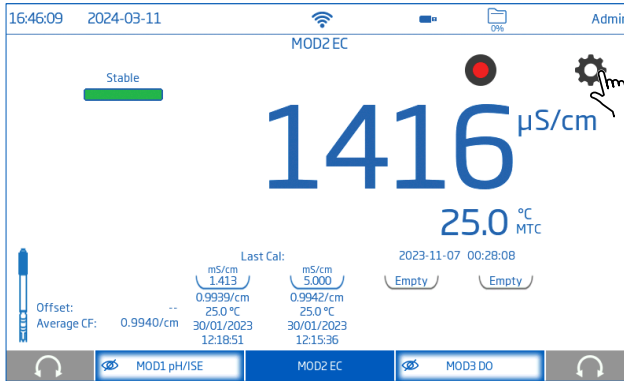 16:46:09 2024-03-11 0% Admin
MOD2 EC
Stable
1416 µS/cm
25.0 °C
MTC
Last Cal: 2023-11-07 00:28:08
mS/cm mS/cm
1.413 5.000 Empty Empty
0.9939/cm 0.9942/cm
Offset: -- 25.0 °C 25.0 °C
Average CF: 0.9940/cm 30/01/2023 30/01/2023
12:18:51 12:15:36
MOD1 pH/ISE MOD2 EC MOD3 DO